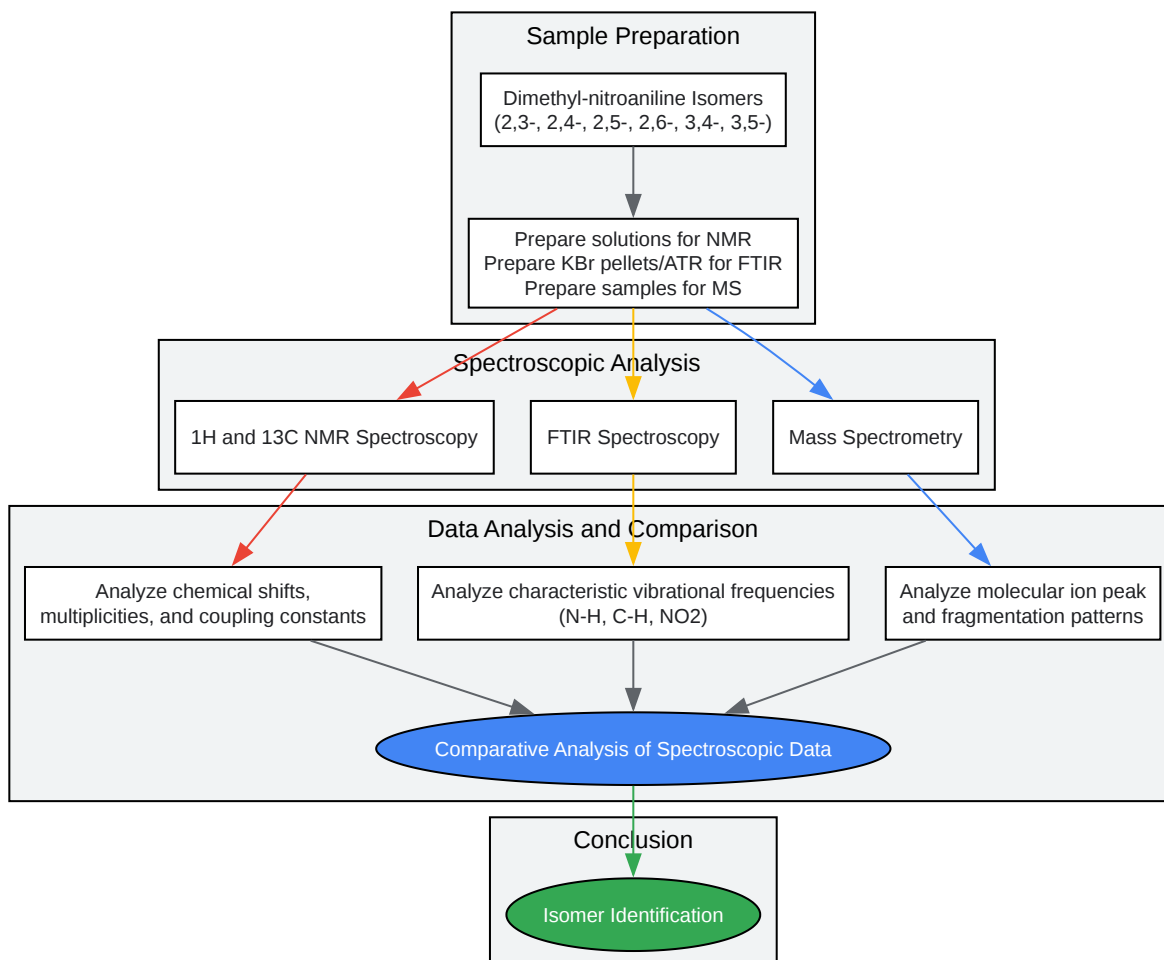 Sample Preparation
Dimethyl-nitroaniline Isomers
(2,3-, 2,4-, 2,5-, 2,6-, 3,4-, 3,5-)
Prepare solutions for NMR
Prepare KBr pellets/ATR for FTIR
Prepare samples for MS
Spectroscopic Analysis
1H and 13C NMR Spectroscopy
FTIR Spectroscopy
Mass Spectrometry
Data Analysis and Comparison
Analyze chemical shifts,
multiplicities, and coupling constants
Analyze characteristic vibrational frequencies
(N-H, C-H, NO2)
Analyze molecular ion peak
and fragmentation patterns
Comparative Analysis of Spectroscopic Data
Conclusion
Isomer Identification